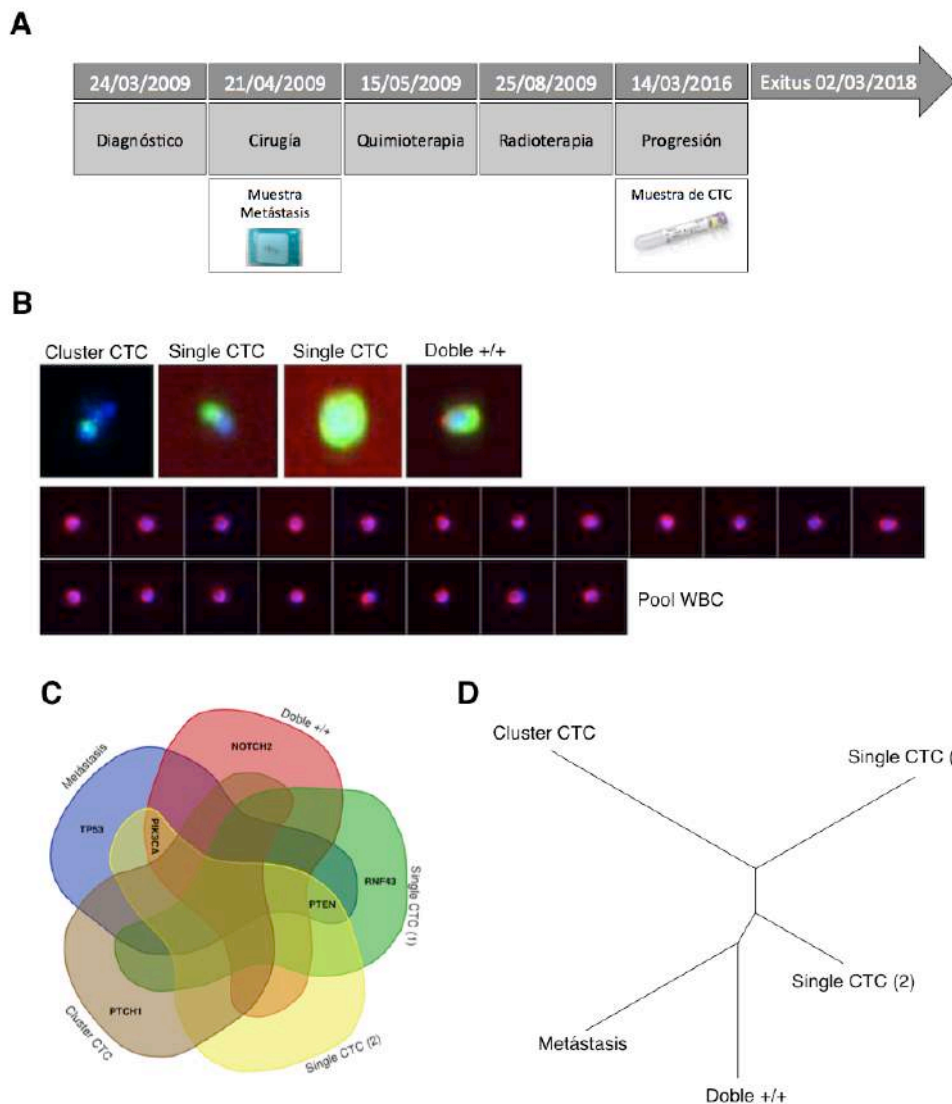 A
24/03/2009 21/04/2009 15/05/2009 25/08/2009 14/03/2016 Exitus 02/03/2018
Diagnóstico Cirugía Quimioterapia Radioterapia Progresión
Muestra
Metástasis
Muestra de CTC
B
Cluster CTC Single CTC Single CTC Doble +/+
Pool WBC
C
Metástasis
Doble +/+
Single CTC (1)
Single CTC (2)
Cluster CTC
NOTCH2
TP53
PIK3CA
RNF43
PTEN
PTCH1
D
Cluster CTC
Single CTC (
Single CTC (2)
Metástasis
Doble +/+